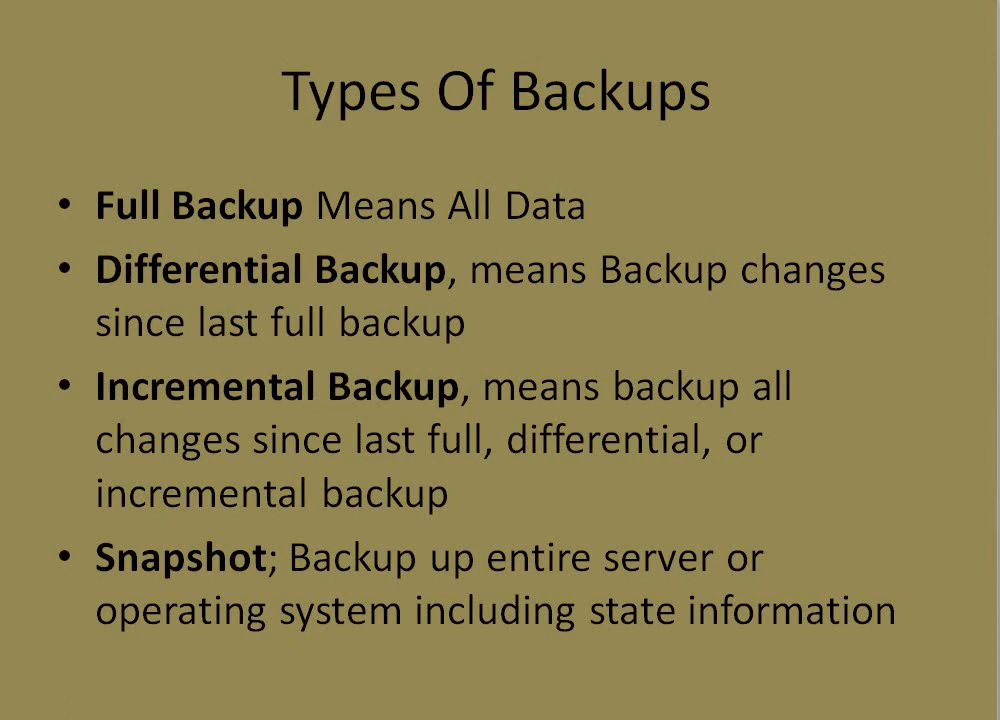 Types Of Backups
• Full Backup Means All Data
• Differential Backup, means Backup changes
since last full backup
• Incremental Backup, means backup all
changes since last full, differential, or
incremental backup
• Snapshot; Backup up entire server or
operating system including state information